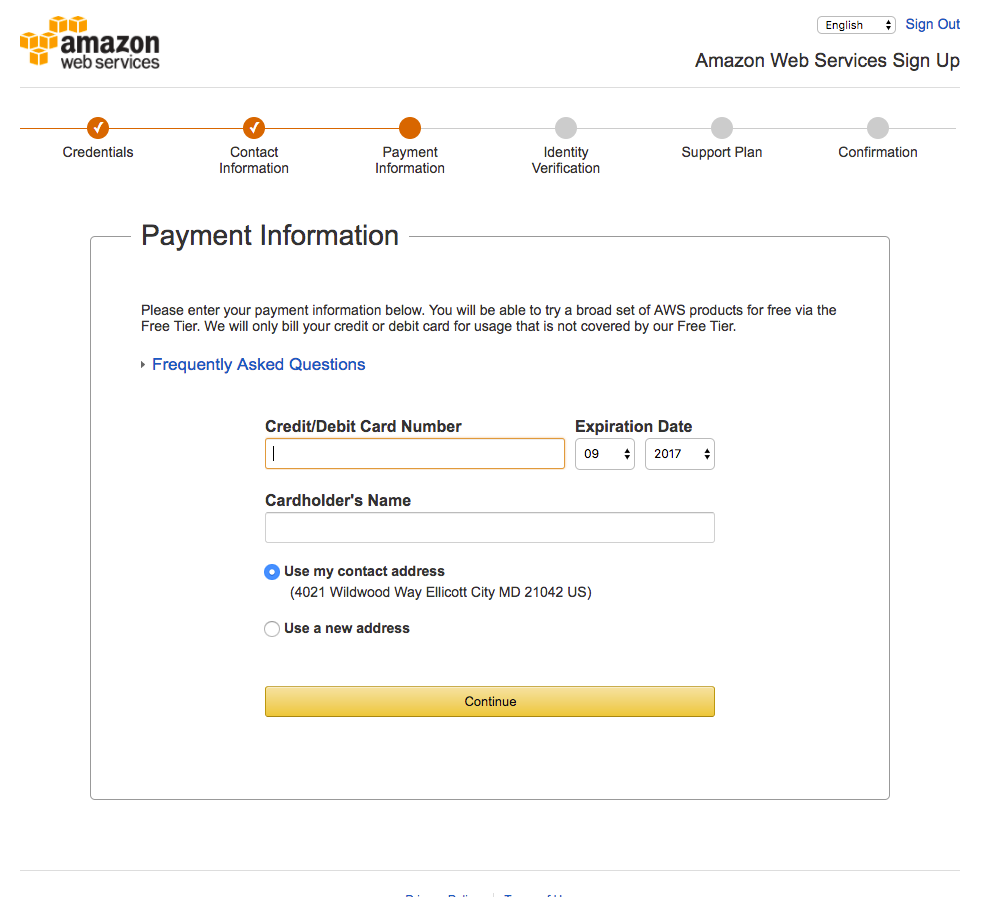 amazon
web services
English
Sign Out
Amazon Web Services Sign Up
Credentials
Contact
Information
Payment
Information
Identity
Verification
Support Plan
Confirmation
Payment Information
Please enter your payment information below. You will be able to try a broad set of AWS products for free via the
Free Tier. We will only bill your credit or debit card for usage that is not covered by our Free Tier.
Frequently Asked Questions
Credit/Debit Card Number
Expiration Date
09
2017
Cardholder's Name
Use my contact address
(4021 Wildwood Way Ellicott City MD 21042 US)
Use a new address
Continue